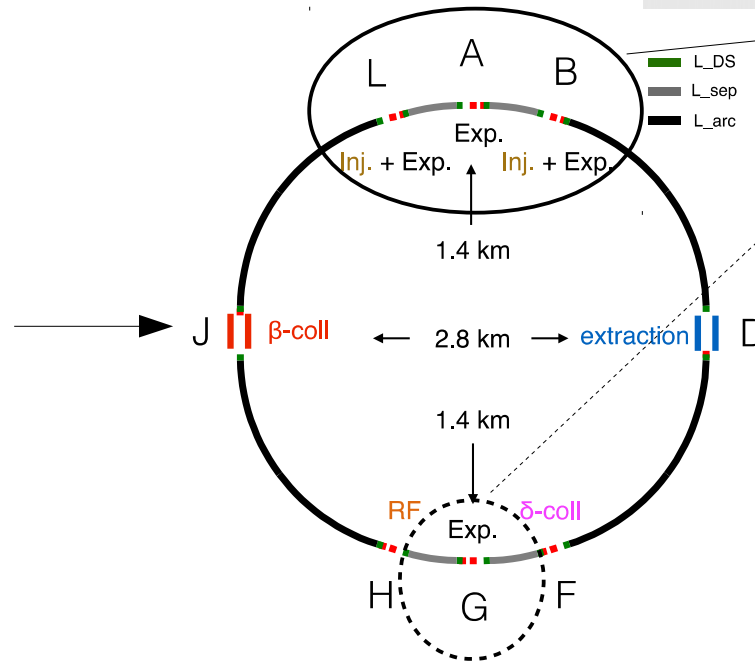 A
L
B
L_DS
L_sep
L_arc
Exp.
Inj. + Exp.
Inj. + Exp.
1.4 km
J
β-coll
2.8 km
extraction
D
1.4 km
RF
δ-coll
Exp.
H
G
F